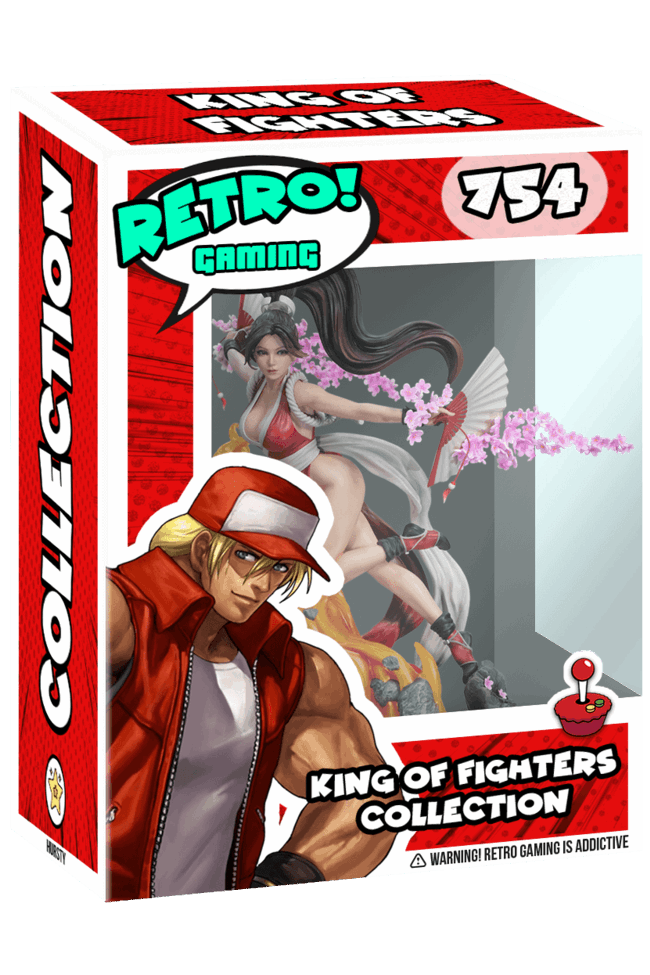 KING OF
FIGHTERS
RETRO!
GAMING
754
COLLECTION
KING OF FIGHTERS
COLLECTION
WARNING! RETRO GAMING IS ADDICTIVE
HURSTY